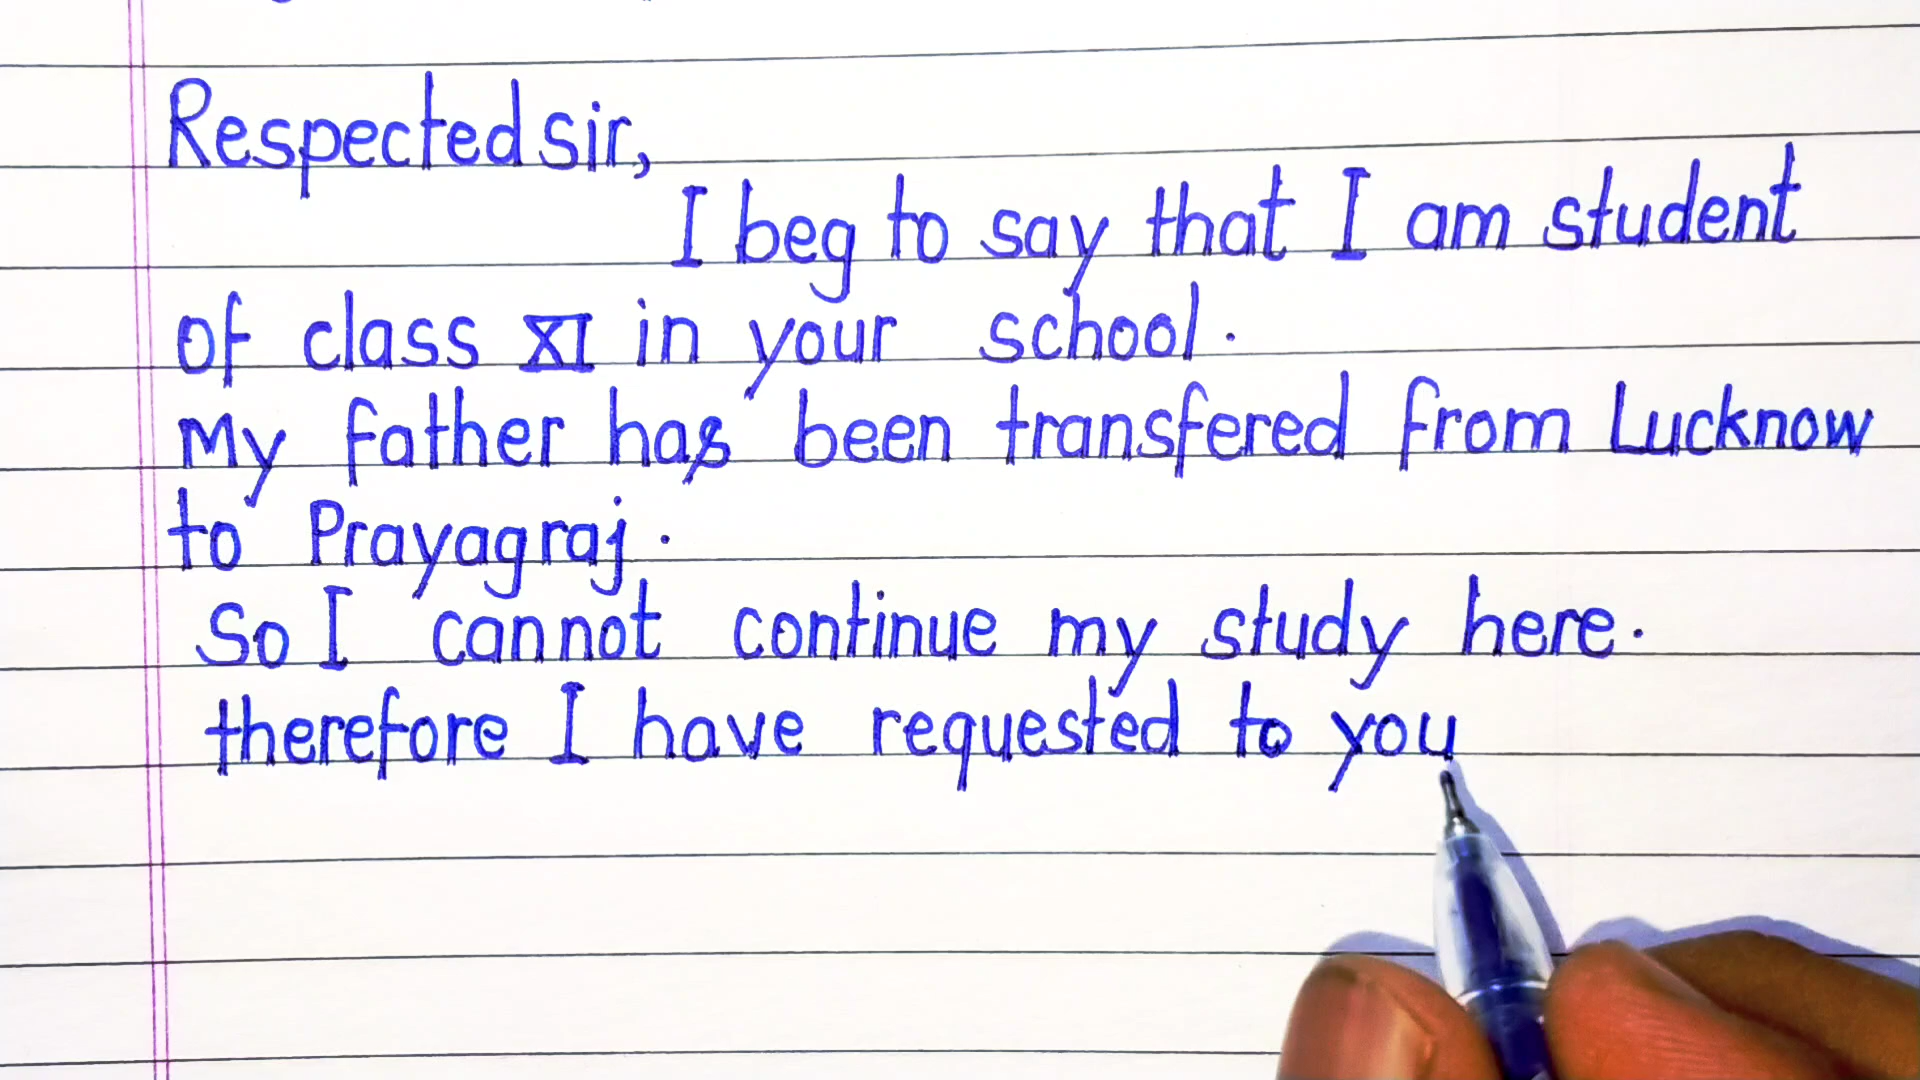 Respected sir,
I beg to say that I am student
of class XI in your school.
My father has been transfered from Lucknow
to Prayagraj.
So I cannot continue my study here.
therefore I have requested to you